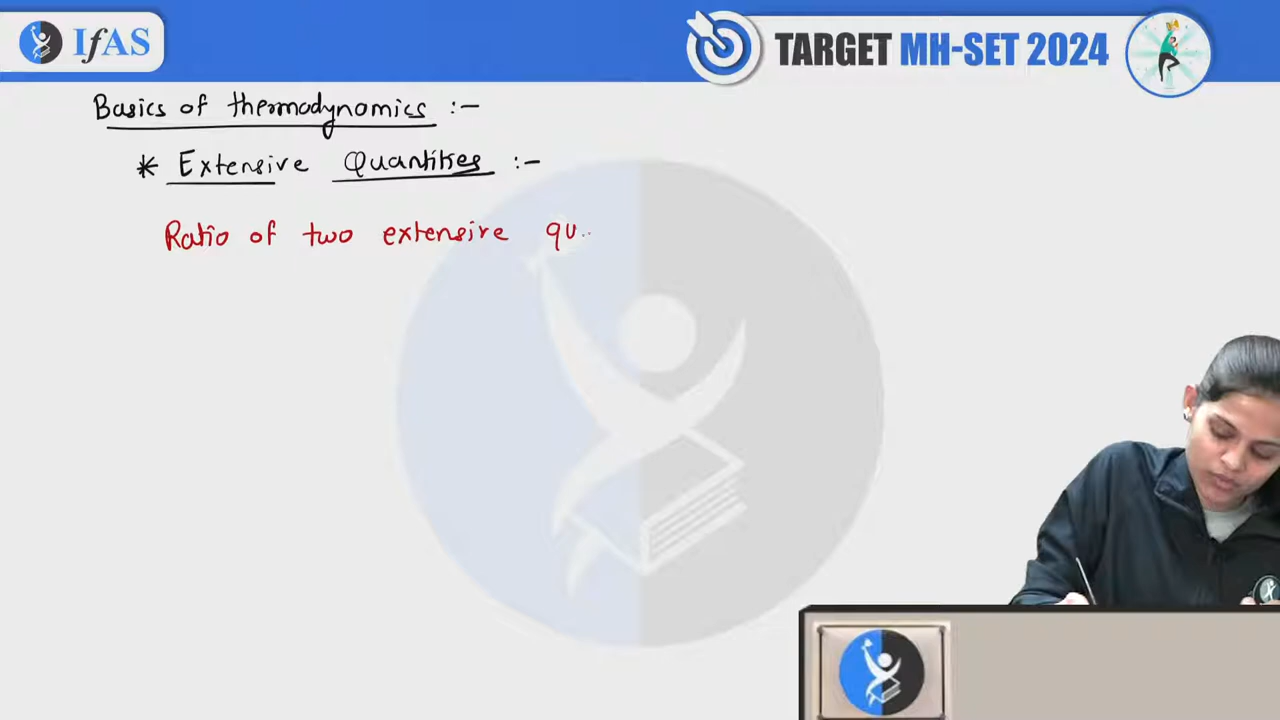 IfAS
TARGET MH-SET 2024
Basics of thermodynamics :-
* Extensive Quantities :-
Ratio of two extensive qu..